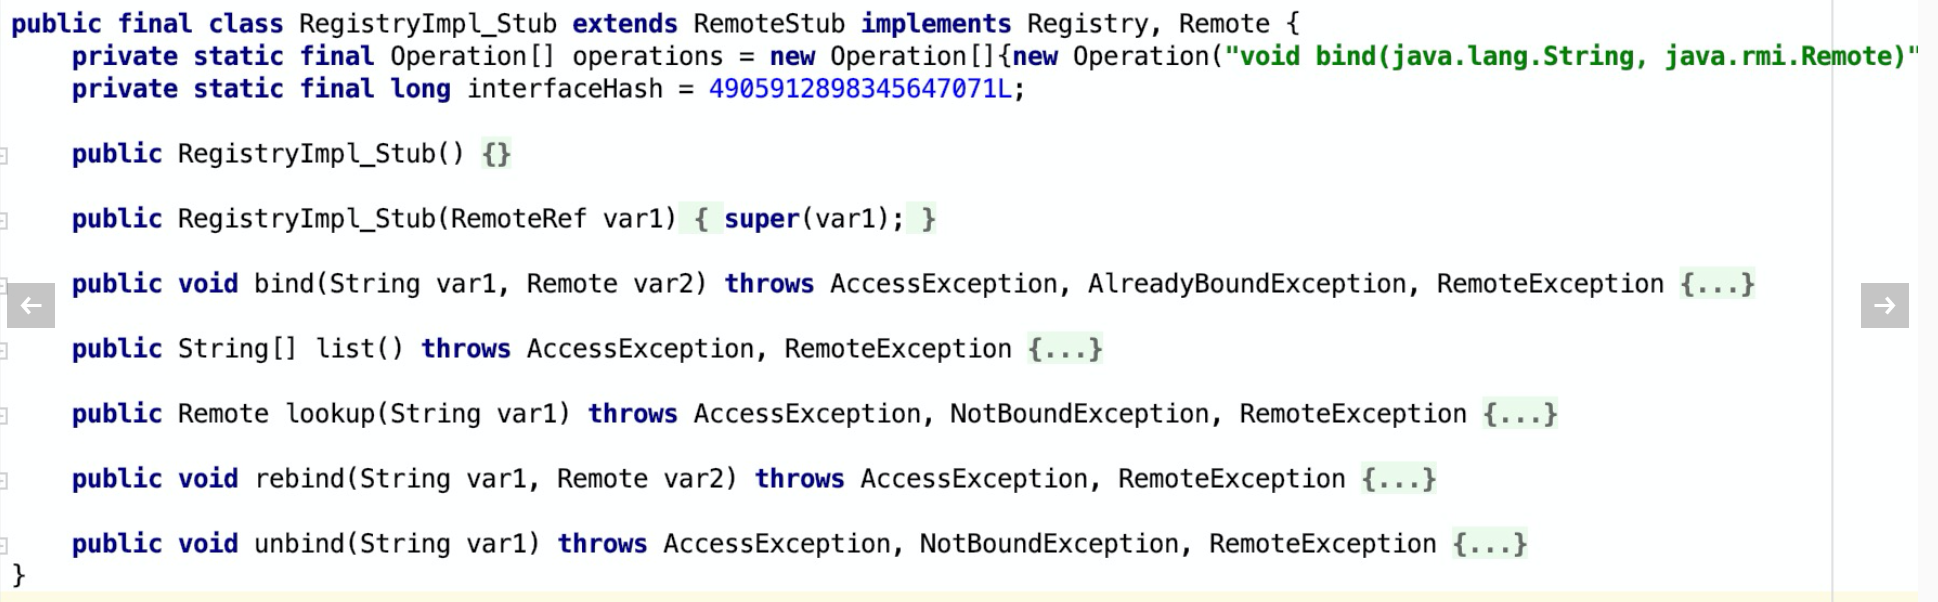 public final class RegistryImpl_Stub extends RemoteStub implements Registry, Remote {
    private static final Operation[] operations = new Operation[]{new Operation("void bind(java.lang.String, java.rmi.Remote)"
    private static final long interfaceHash = 4905912898345647071L;
    public RegistryImpl_Stub() {}
    public RegistryImpl_Stub(RemoteRef var1) { super(var1); }
    public void bind(String var1, Remote var2) throws AccessException, AlreadyBoundException, RemoteException {...}
    public String[] list() throws AccessException, RemoteException {...}
    public Remote lookup(String var1) throws AccessException, NotBoundException, RemoteException {...}
    public void rebind(String var1, Remote var2) throws AccessException, RemoteException {...}
    public void unbind(String var1) throws AccessException, NotBoundException, RemoteException {...}
}